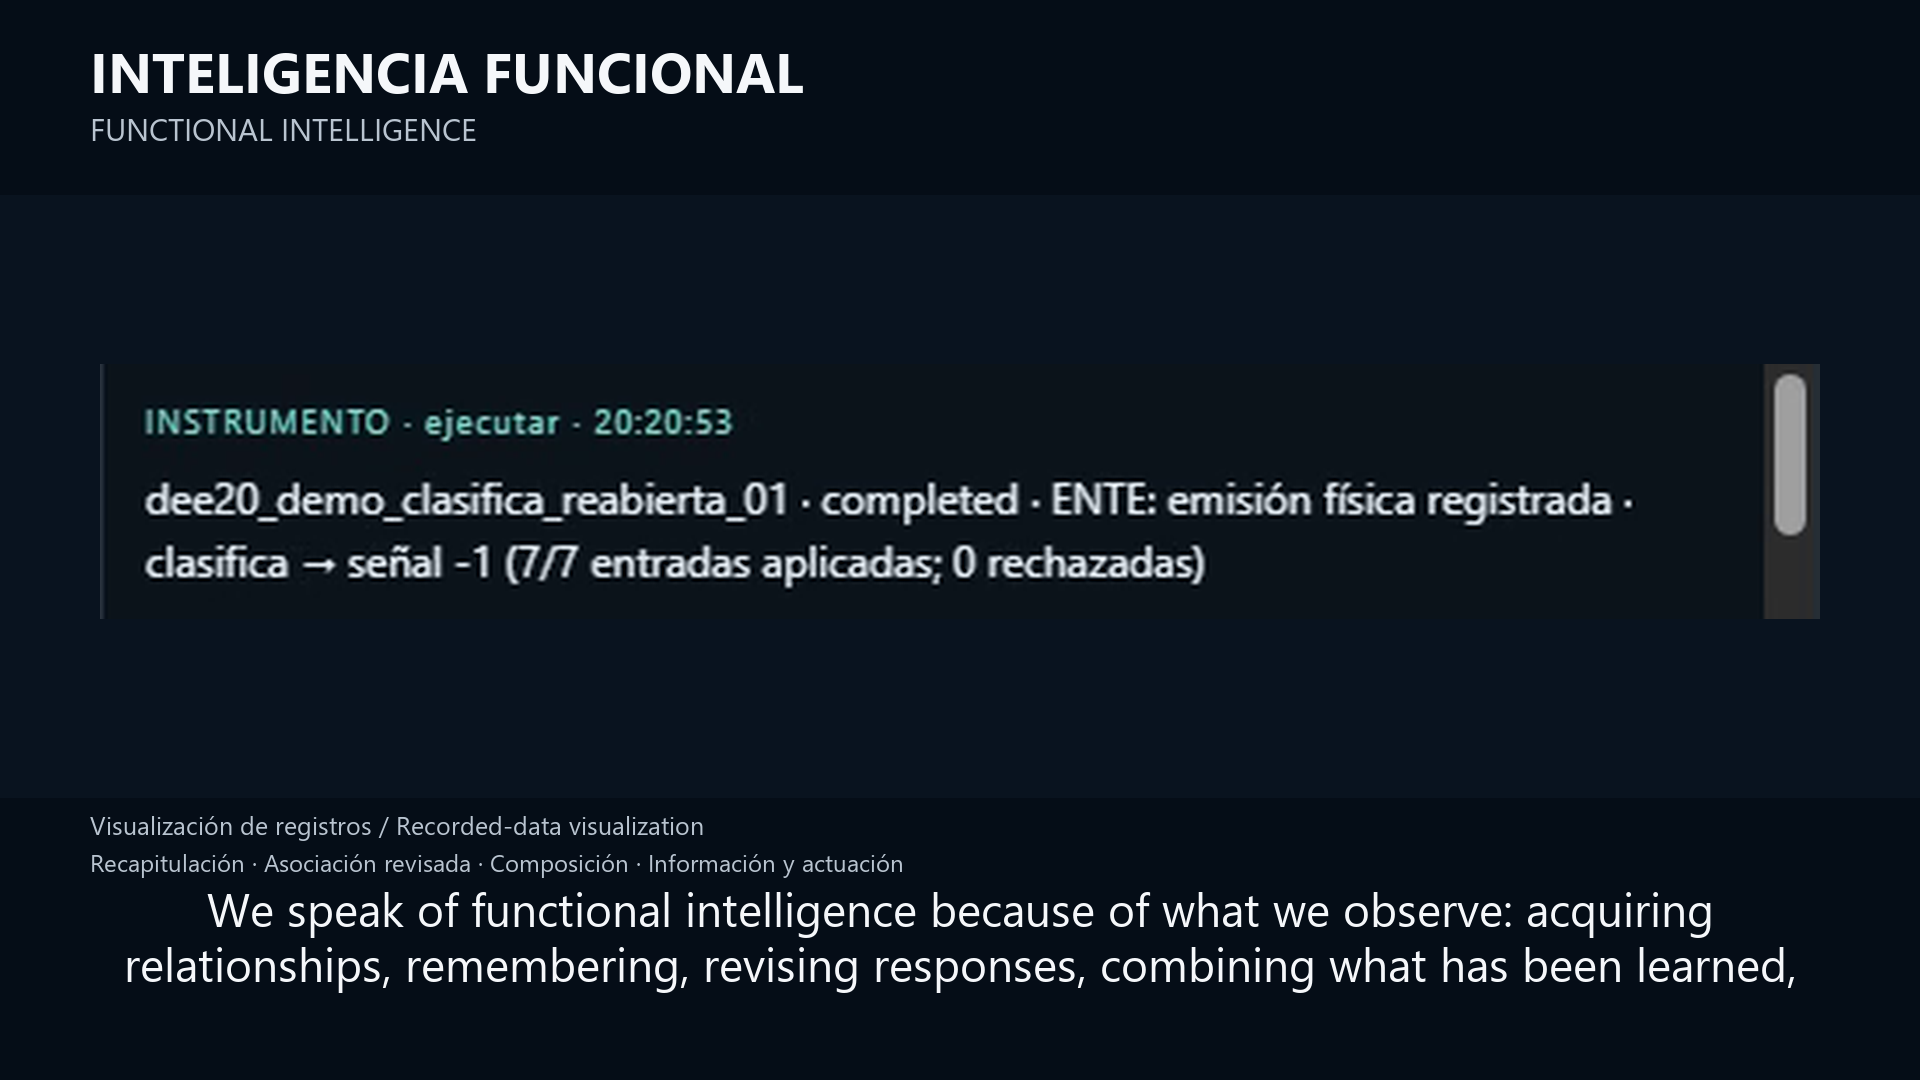 INTELIGENCIA FUNCIONAL
FUNCTIONAL INTELLIGENCE
INSTRUMENTO · ejecutar · 20:20:53
dee20_demo_clasifica_reabierta_01 · completed · ENTE: emisión física registrada ·
clasifica → señal -1 (7/7 entradas aplicadas; 0 rechazadas)
Visualización de registros / Recorded-data visualization
Recapitulación · Asociación revisada · Composición · Información y actuación
We speak of functional intelligence because of what we observe: acquiring
relationships, remembering, revising responses, combining what has been learned,